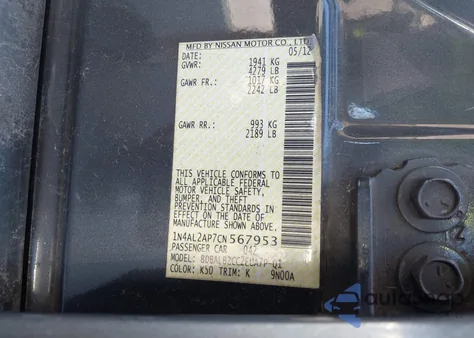 MFD BY NISSAN MOTOR CO., LTD.
DATE: 05/12
GVWR: 1941 KG
4279 LB
GAWR FR.: 1017 KG
2242 LB
GAWR RR.: 993 KG
2189 LB
THIS VEHICLE CONFORMS TO
ALL APPLICABLE FEDERAL
MOTOR VEHICLE SAFETY,
BUMPER, AND THEFT
PREVENTION STANDARDS
IN EFFECT ON THE DATE OF
MANUFACTURE SHOWN ABOVE.
1N4AL2AP7CN567953
PASSENGER CAR
MODEL:
COLOR: K50 TRIM: K 9N00A